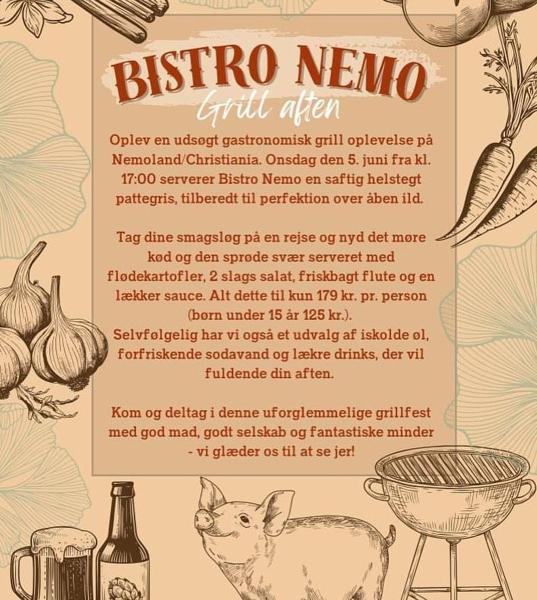 BISTRO NEMO
Grill aften
Oplev en udsøgt gastronomisk grill oplevelse på
Nemoland/Christiania. Onsdag den 5. juni fra kl.
17:00 serverer Bistro Nemo en saftig helstegt
pattegris, tilberedt til perfektion over åben ild.
Tag dine smagsløg på en rejse og nyd det møre
kød og den sprøde svær serveret med
flødekartofler, 2 slags salat, friskbagt flute og en
lækker sauce. Alt dette til kun 179 kr. pr. person
(børn under 15 år 125 kr.).
Selvfølgelig har vi også et udvalg af iskolde øl,
forfriskende sodavand og lækre drinks, der vil
fuldende din aften.
Kom og deltag i denne uforglemmelige grillfest
med god mad, godt selskab og fantastiske minder
- vi glæder os til at se jer!